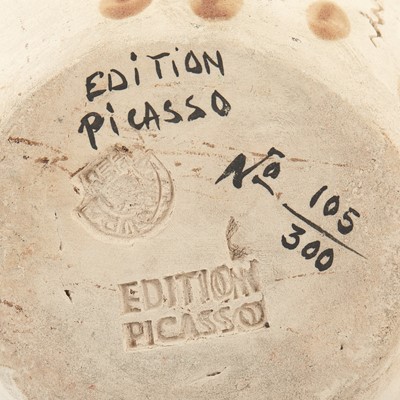 EDITION
PICASSO
No 105
300
EDITION
PICASSO